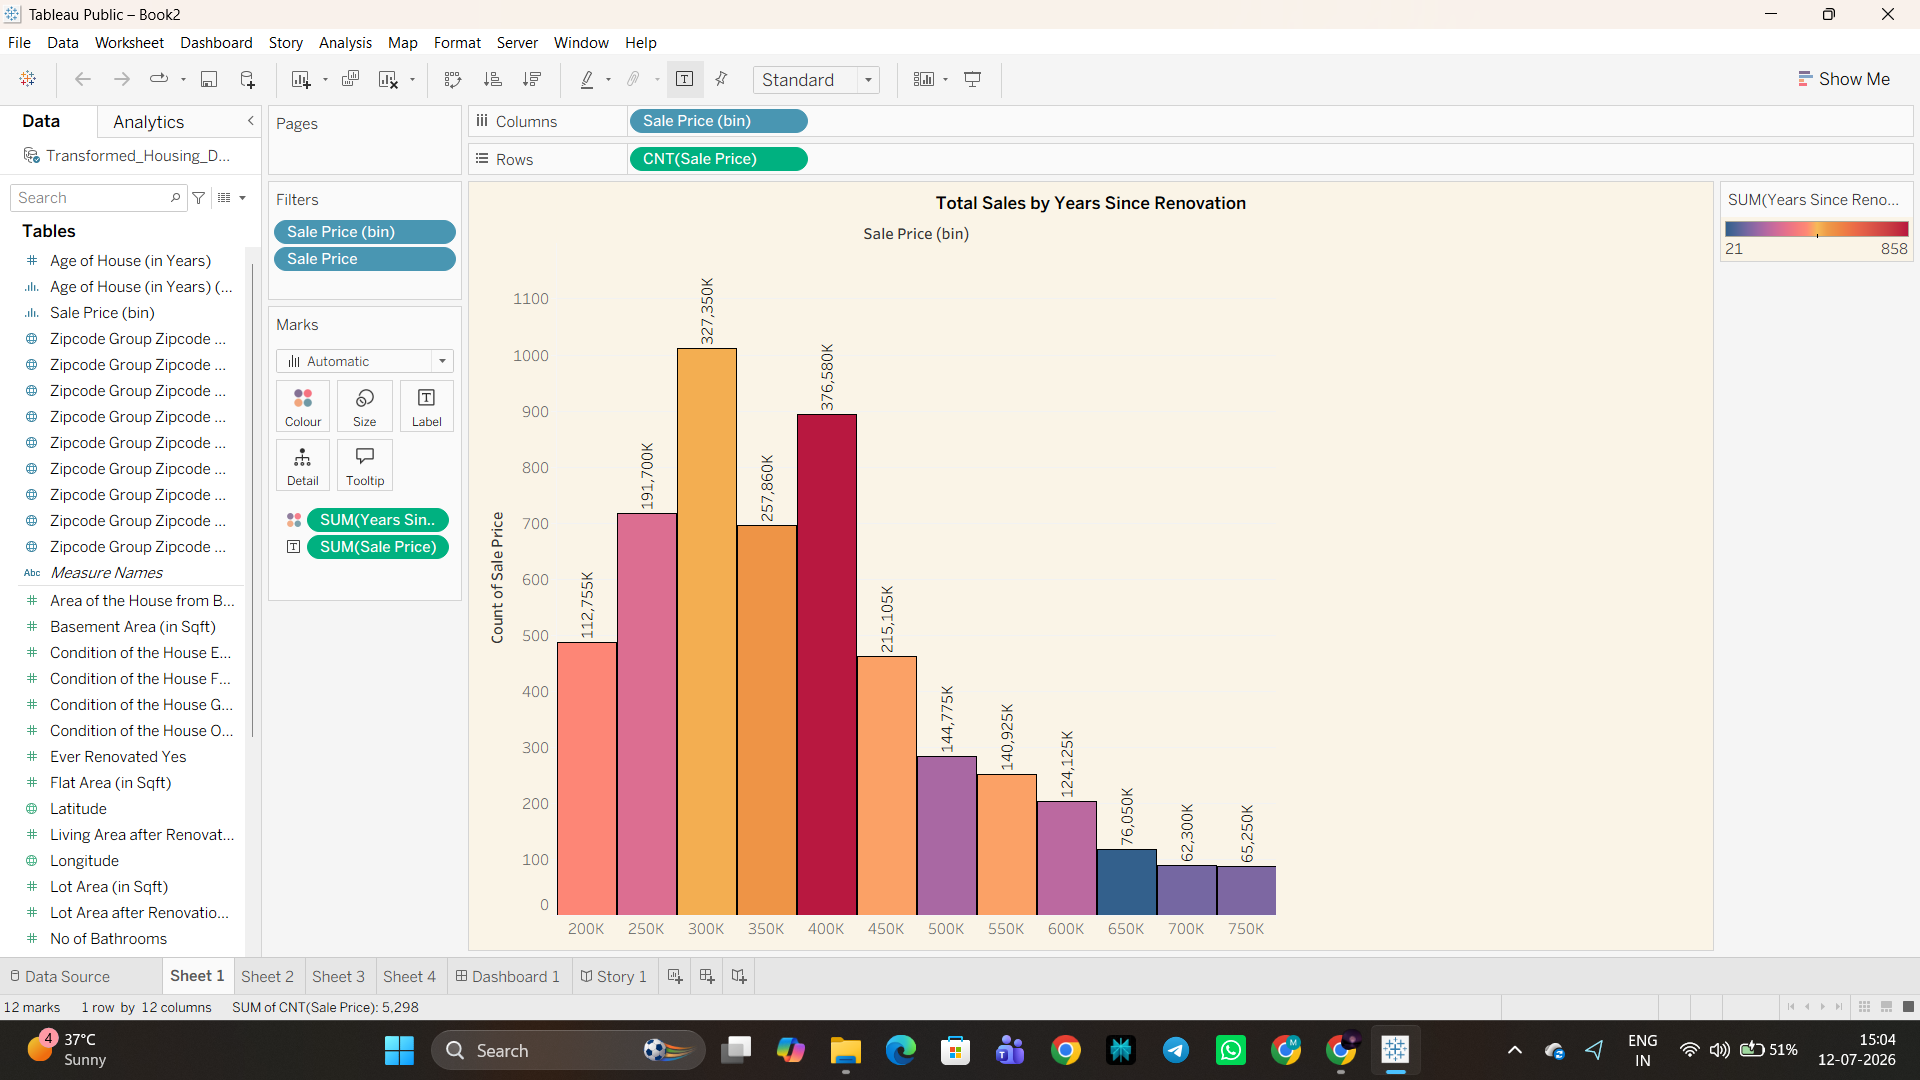 Tableau Public – Book2
File Data Worksheet Dashboard Story Analysis Map Format Server Window Help
Standard
Show Me
Data Analytics
Transformed_Housing_D...
Search
Tables
Age of House (in Years)
Age of House (in Years) (...
Sale Price (bin)
Zipcode Group Zipcode ...
Zipcode Group Zipcode ...
Zipcode Group Zipcode ...
Zipcode Group Zipcode ...
Zipcode Group Zipcode ...
Zipcode Group Zipcode ...
Zipcode Group Zipcode ...
Zipcode Group Zipcode ...
Zipcode Group Zipcode ...
Abc Measure Names
Area of the House from B...
Basement Area (in Sqft)
Condition of the House E...
Condition of the House F...
Condition of the House G...
Condition of the House O...
Ever Renovated Yes
Flat Area (in Sqft)
Latitude
Living Area after Renovat...
Longitude
Lot Area (in Sqft)
Lot Area after Renovatio...
No of Bathrooms
Pages
Filters
Sale Price (bin)
Sale Price
Marks
Automatic
Colour Size Label
Detail Tooltip
SUM(Years Sin..
SUM(Sale Price)
Columns Sale Price (bin)
Rows CNT(Sale Price)
Total Sales by Years Since Renovation
Sale Price (bin)
Count of Sale Price
1100
1000
900
800
700
600
500
400
300
200
100
0
112,755K
191,700K
327,350K
257,860K
376,580K
215,105K
144,775K
140,925K
124,125K
76,050K
62,300K
65,250K
200K 250K 300K 350K 400K 450K 500K 550K 600K 650K 700K 750K
SUM(Years Since Reno...
21 858
Data Source Sheet 1 Sheet 2 Sheet 3 Sheet 4 Dashboard 1 Story 1
12 marks 1 row by 12 columns SUM of CNT(Sale Price): 5,298
4
37°C
Sunny
Search
M
ENG
IN
51%
15:04
12-07-2026